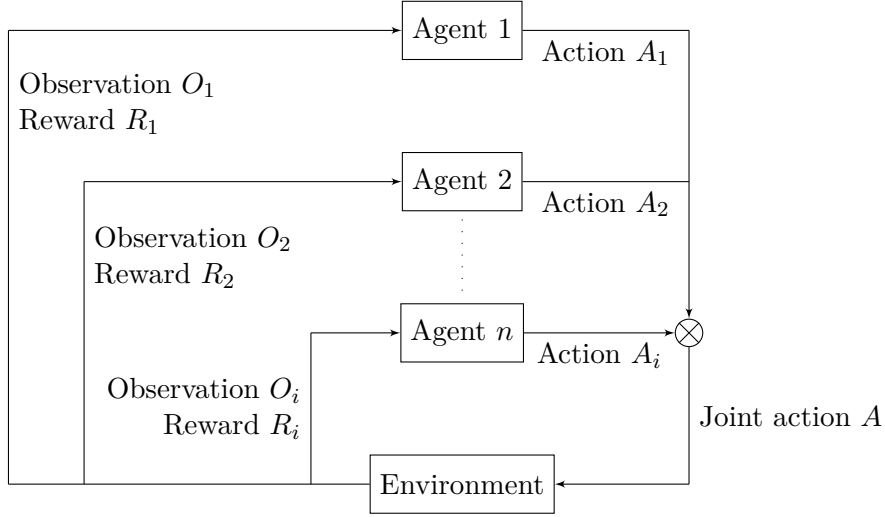 Agent 1
Action A₁
Observation O₁
Reward R₁
Agent 2
Action A₂
Observation O₂
Reward R₂
Agent n
Action Aᵢ
Observation Oᵢ
Reward Rᵢ
Joint action A
Environment